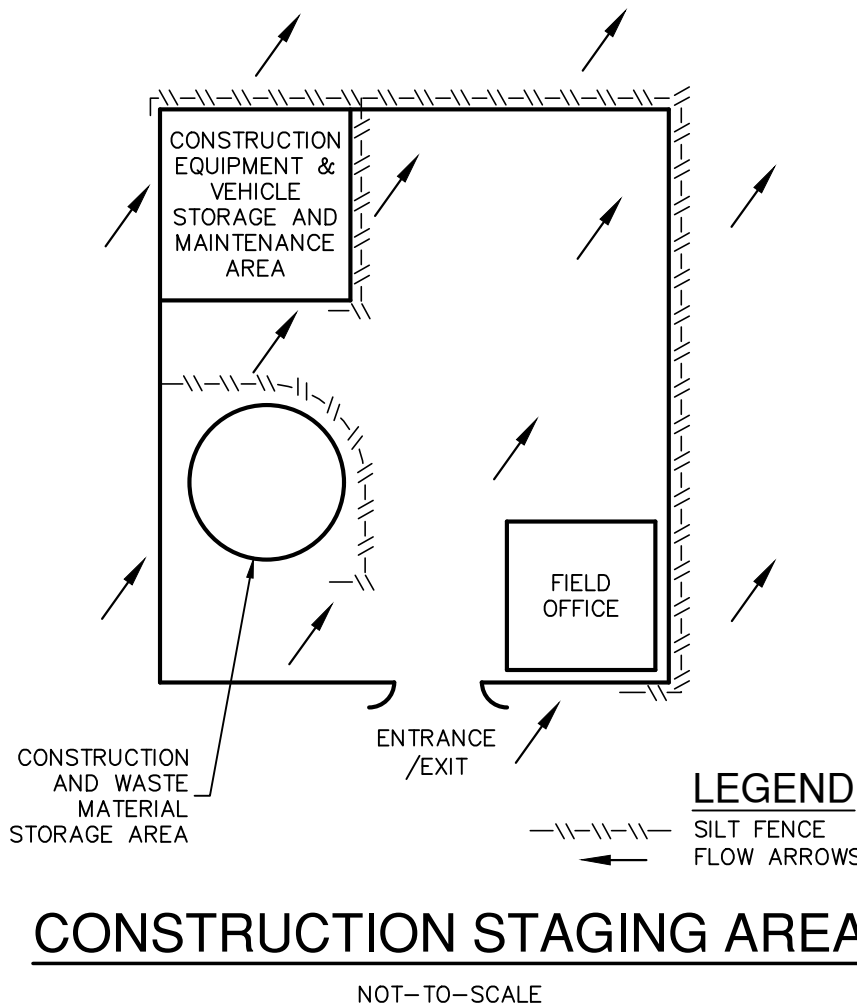 CONSTRUCTION
EQUIPMENT &
VEHICLE
STORAGE AND
MAINTENANCE
AREA
FIELD
OFFICE
ENTRANCE
/EXIT
CONSTRUCTION
AND WASTE
MATERIAL
STORAGE AREA
LEGEND
SILT FENCE
FLOW ARROWS
CONSTRUCTION STAGING AREA
NOT-TO-SCALE